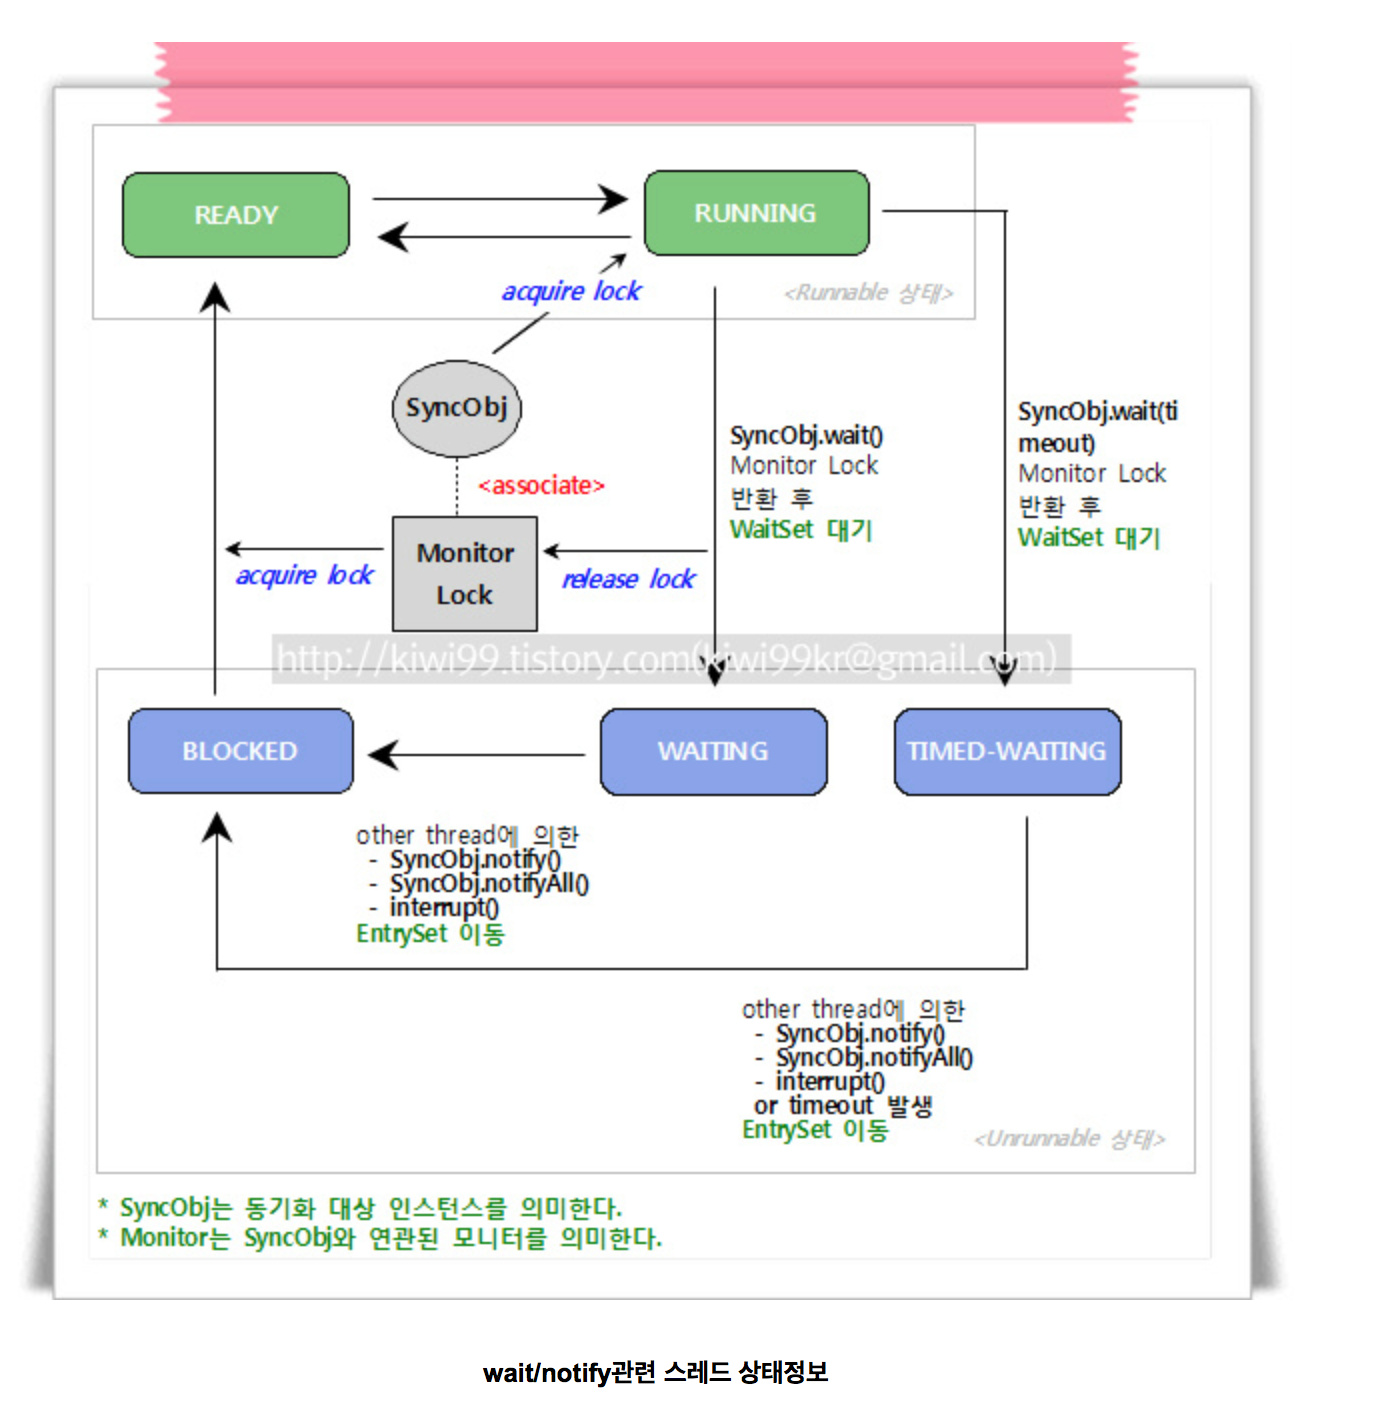 READY
RUNNING
acquire lock
<Runnable 상태>
SyncObj
<associate>
SyncObj.wait()
Monitor Lock
반환 후
WaitSet 대기
SyncObj.wait(ti
meout)
Monitor Lock
반환 후
WaitSet 대기
Monitor
Lock
acquire lock
release lock
http://kiwi99.tistory.com(kiwi99kr@gmail.com)
BLOCKED
WAITING
TIMED-WAITING
other thread에 의한
- SyncObj.notify()
- SyncObj.notifyAll()
- interrupt()
EntrySet 이동
other thread에 의한
- SyncObj.notify()
- SyncObj.notifyAll()
- interrupt()
or timeout 발생
EntrySet 이동
<Unrunnable 상태>
* SyncObj는 동기화 대상 인스턴스를 의미한다.
* Monitor는 SyncObj와 연관된 모니터를 의미한다.
wait/notify관련 스레드 상태정보